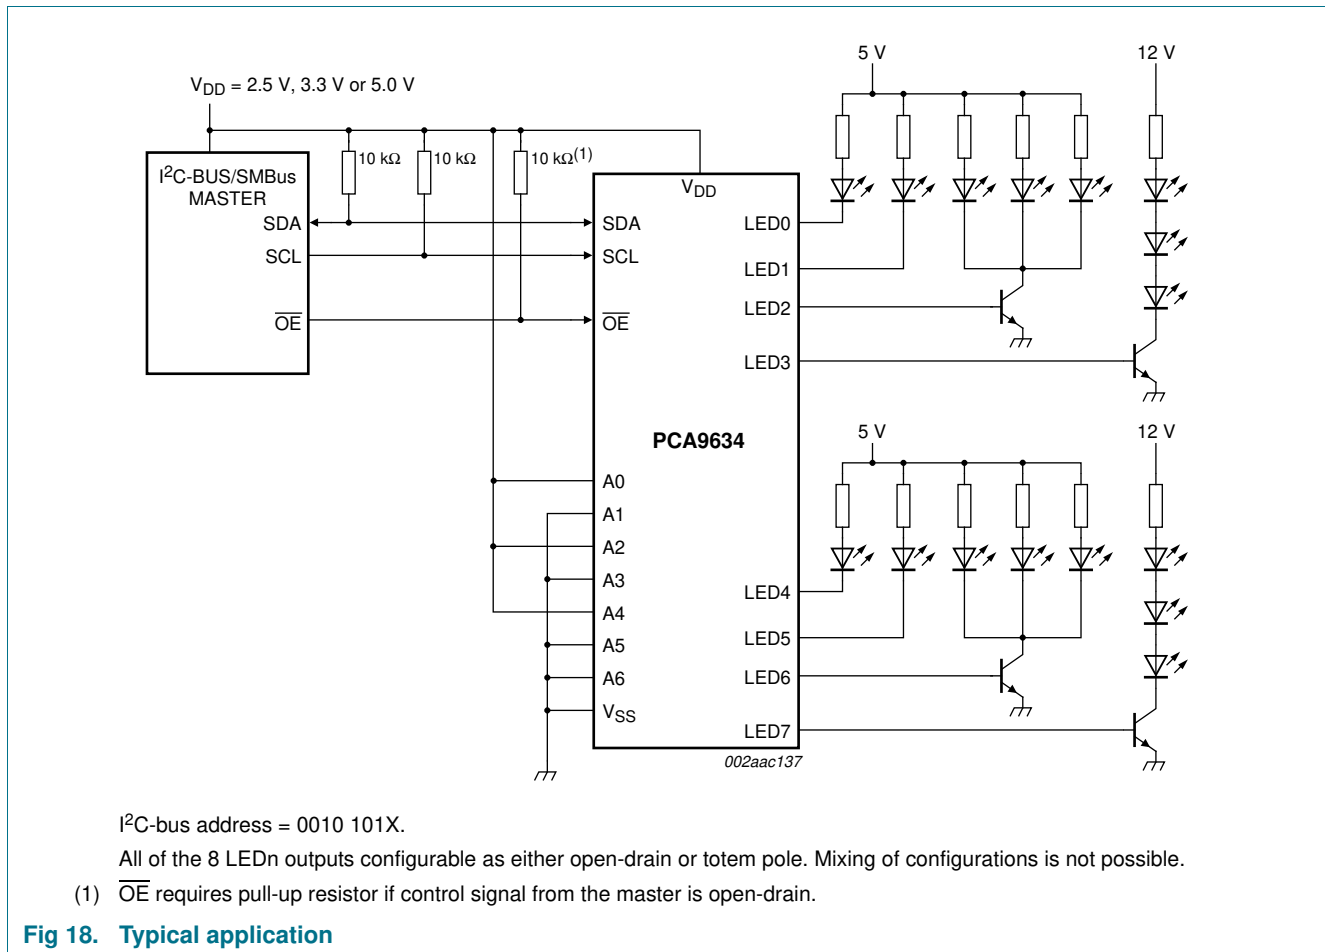 5 V
12 V
VDD = 2.5 V, 3.3 V or 5.0 V
10 kΩ
10 kΩ
10 kΩ(1)
I2C-BUS/SMBus
MASTER
SDA
SCL
OE
VDD
SDA
SCL
OE
LED0
LED1
LED2
LED3
PCA9634
5 V
12 V
A0
A1
A2
A3
A4
A5
A6
VSS
LED4
LED5
LED6
LED7
002aac137
I2C-bus address = 0010 101X.
All of the 8 LEDn outputs configurable as either open-drain or totem pole. Mixing of configurations is not possible.
(1) OE requires pull-up resistor if control signal from the master is open-drain.
Fig 18. Typical application